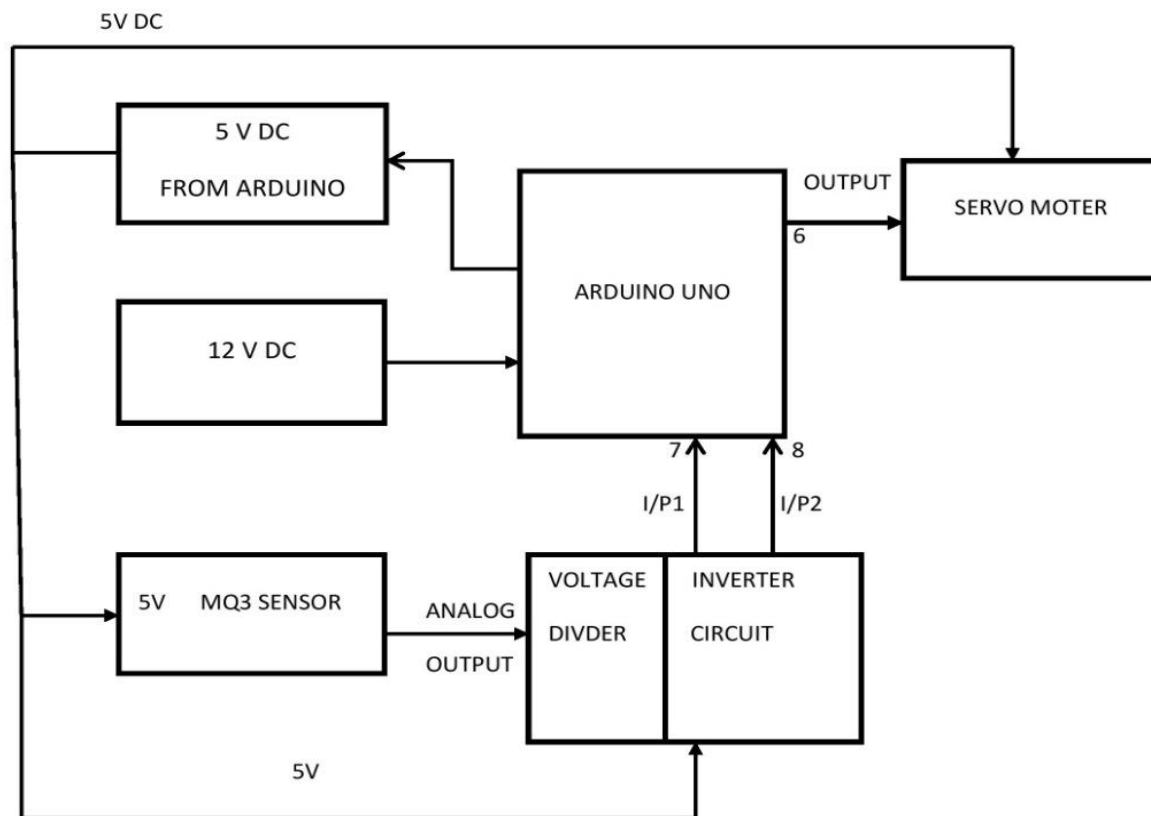 5V DC
5 V DC
FROM ARDUINO
OUTPUT
6
SERVO MOTER
ARDUINO UNO
12 V DC
7
8
I/P1
I/P2
5V MQ3 SENSOR
ANALOG
OUTPUT
VOLTAGE
DIVDER
INVERTER
CIRCUIT
5V